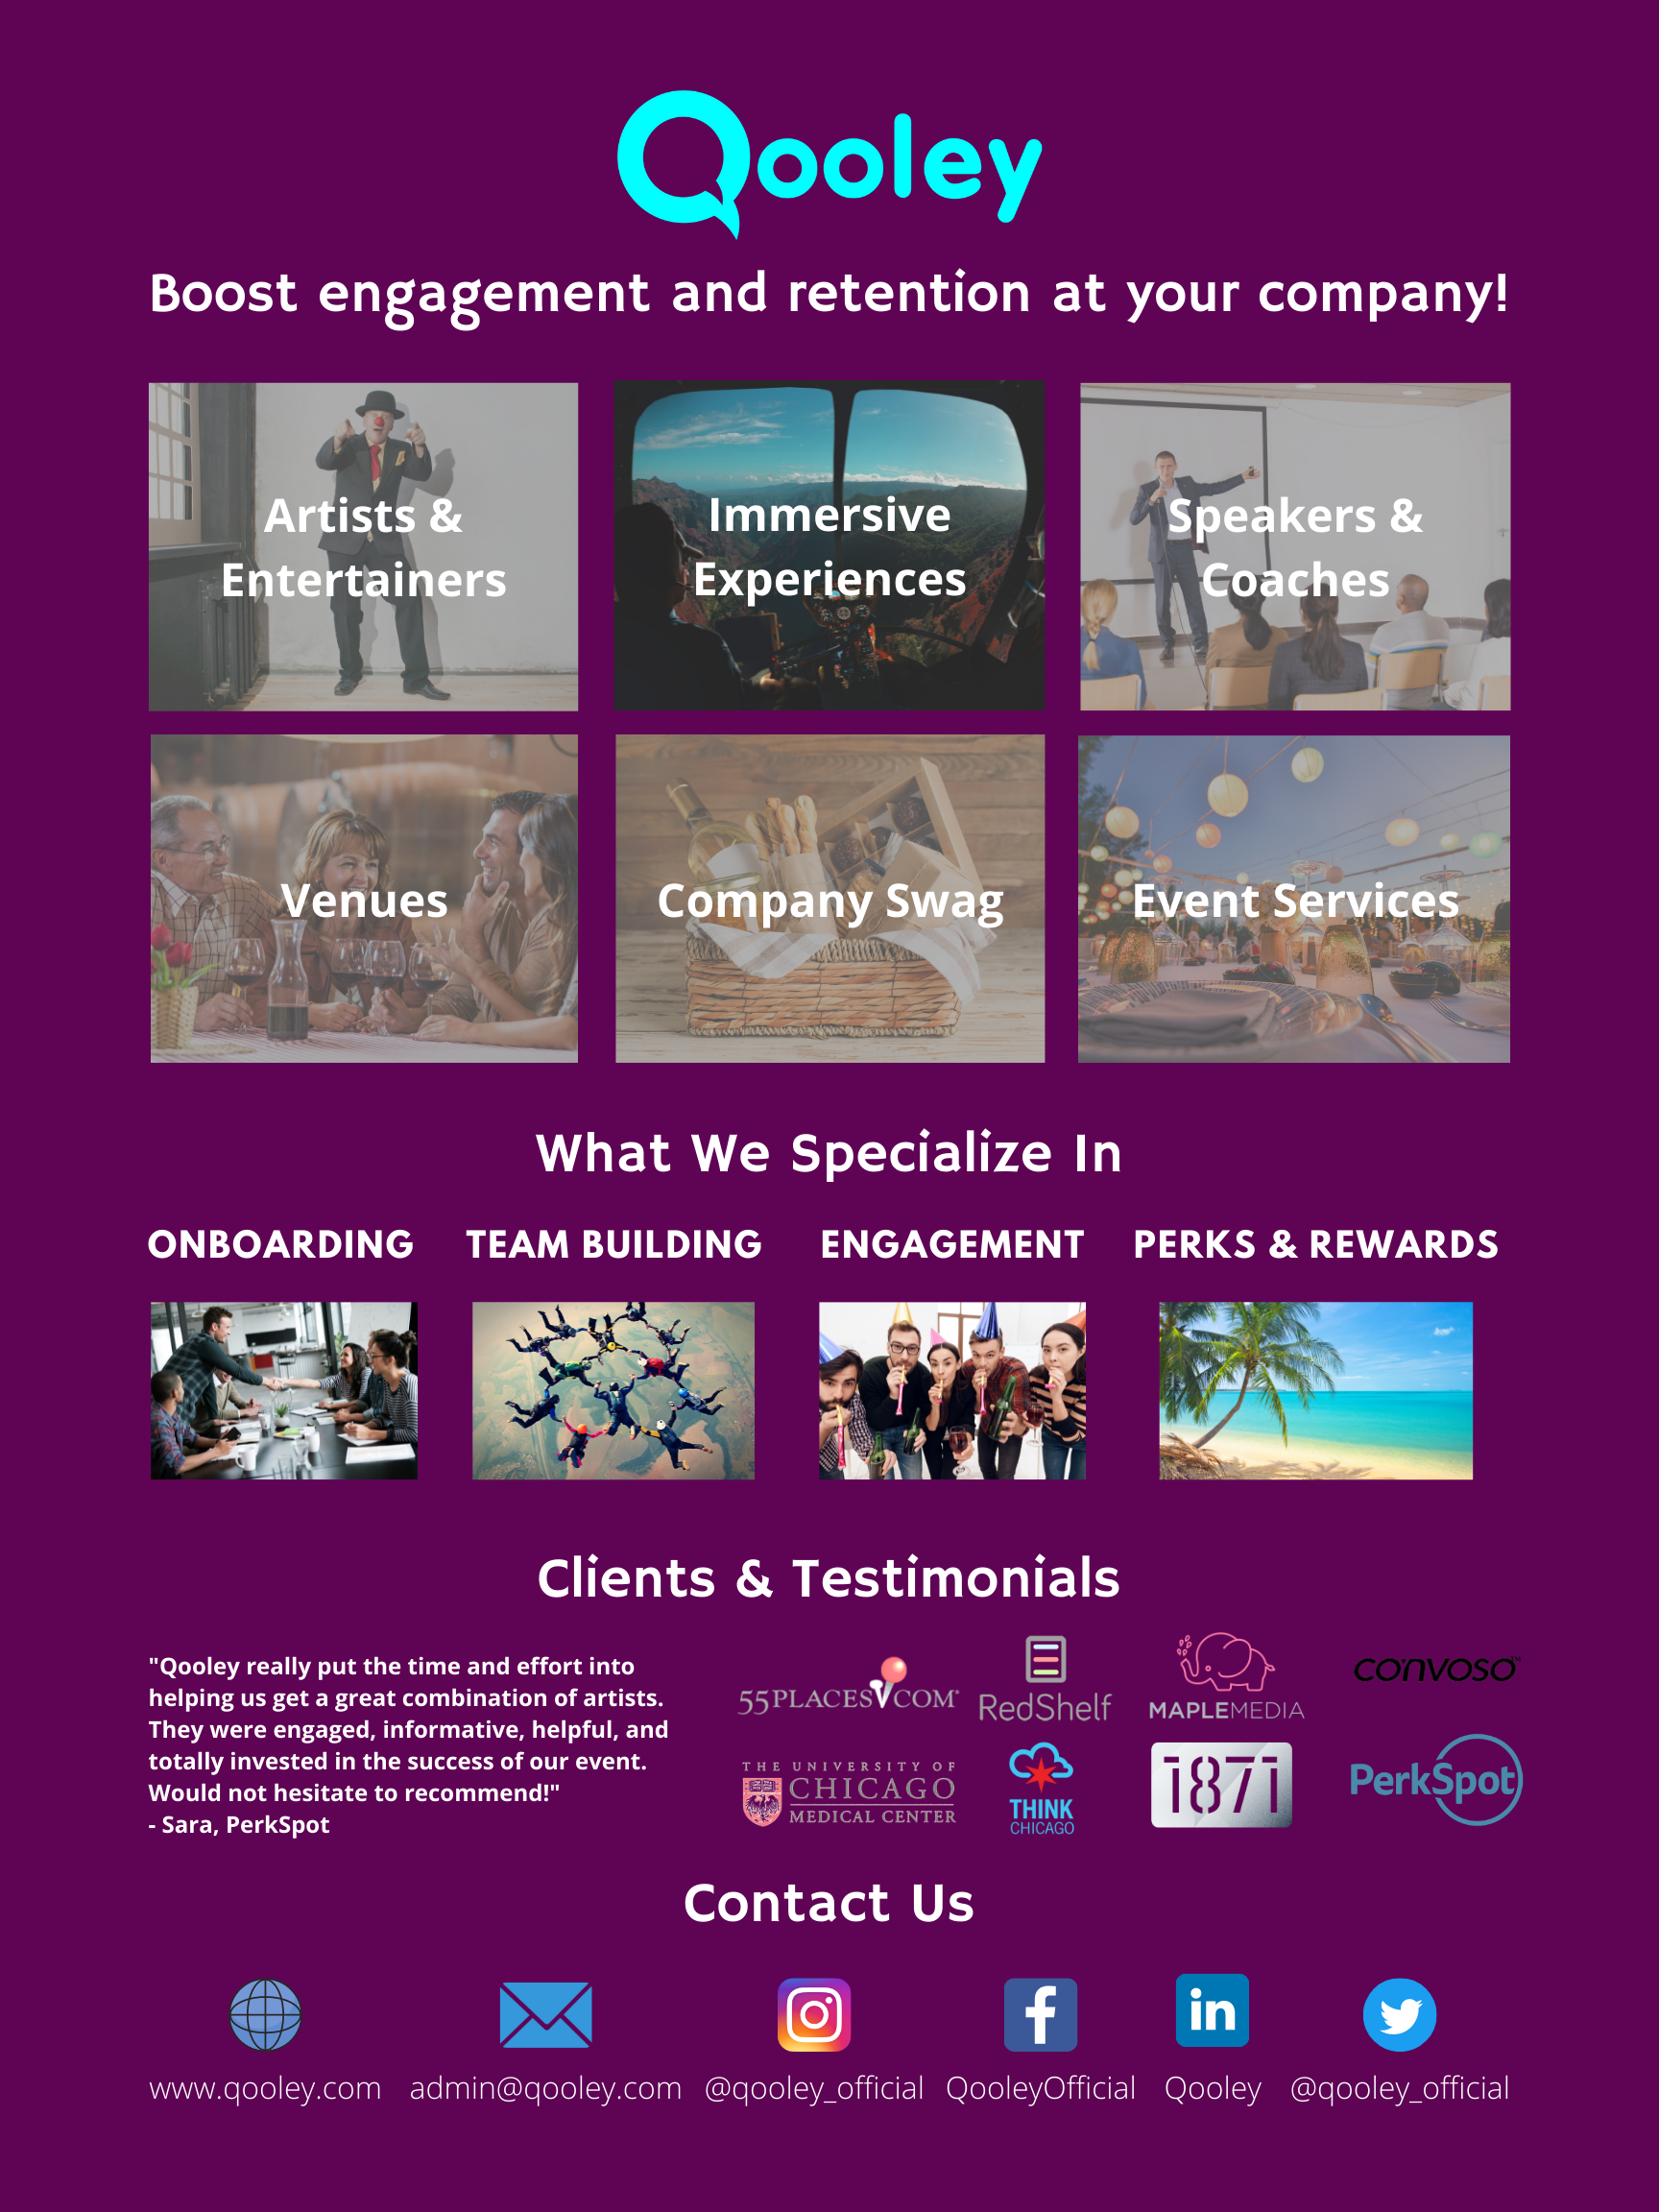 Qooley
Boost engagement and retention at your company!
Artists &
Entertainers
Immersive
Experiences
Speakers &
Coaches
Venues
Company Swag
Event Services
What We Specialize In
ONBOARDING
TEAM BUILDING
ENGAGEMENT
PERKS & REWARDS
Clients & Testimonials
"Qooley really put the time and effort into
helping us get a great combination of artists.
They were engaged, informative, helpful, and
totally invested in the success of our event.
Would not hesitate to recommend!"
- Sara, PerkSpot
55PLACES.COM
RedShelf
MAPLEMEDIA
convoso™
THE UNIVERSITY OF
CHICAGO
MEDICAL CENTER
THINK
CHICAGO
1871
PerkSpot
Contact Us
www.qooley.com
admin@qooley.com
@qooley_official
QooleyOfficial
Qooley
@qooley_official